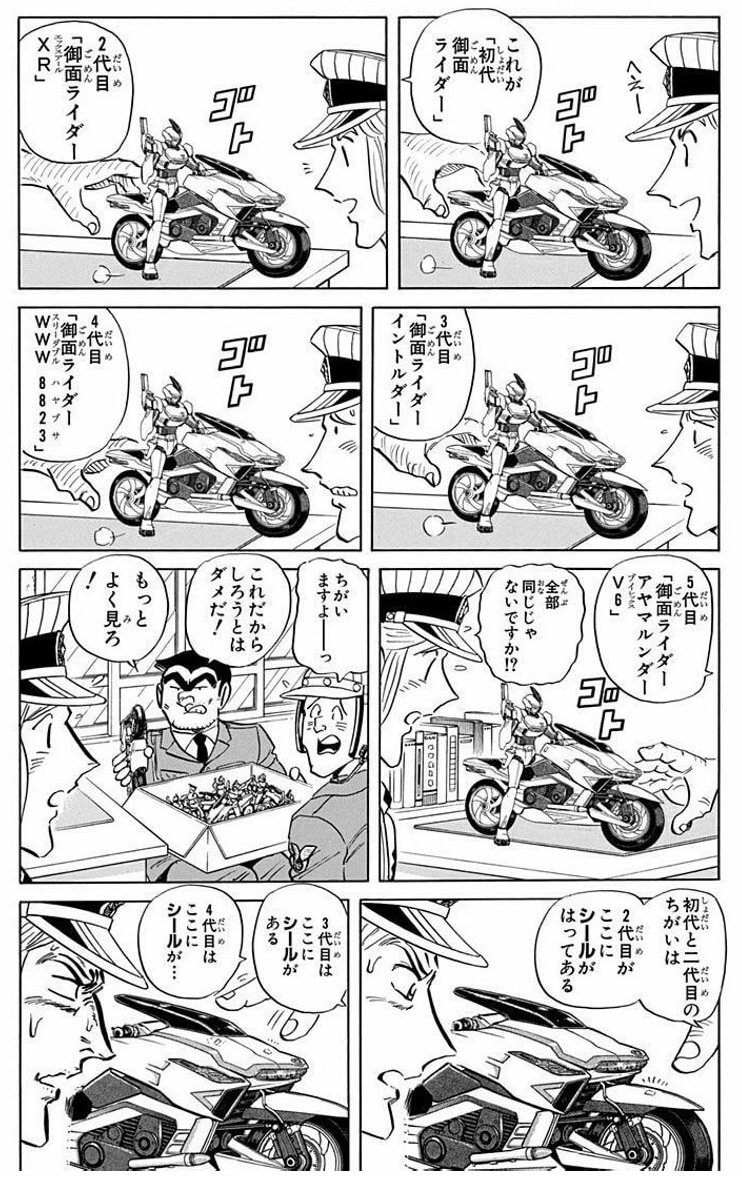 へえー
これが
「初代
御面
ライダー」
ゴト
2代目
「御面ライダー
XR」
ゴト
3代目
「御面ライダー
イントルダー」
ゴト
4代目
「御面ライダー
WWW8823」
ゴト
5代目
「御面ライダー
アヤマルンダー
V6」
ゴト
全部
同じじゃ
ないですか!?
ちがい
ますよーっ
これだから
しろうとは
ダメだ!
もっと
よく見ろ
!
初代と二代目の
ちがいは
2代目が
ここに
シールが
はってある
3代目は
ここに
シールが
ある
4代目は
ここに
シールが…